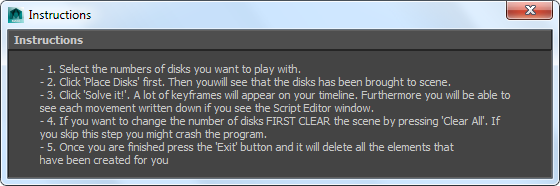 Instructions
Instructions
- 1. Select the numbers of disks you want to play with.
- 2. Click 'Place Disks' first. Then youwill see that the disks has been brought to scene.
- 3. Click 'Solve it!'. A lot of keyframes will appear on your timeline. Furthermore you will be able to
see each movement written down if you see the Script Editor window.
- 4. If you want to change the number of disks FIRST CLEAR the scene by pressing 'Clear All'. If
you skip this step you might crash the program.
- 5. Once you are finished press the 'Exit' button and it will delete all the elements that
have been created for you